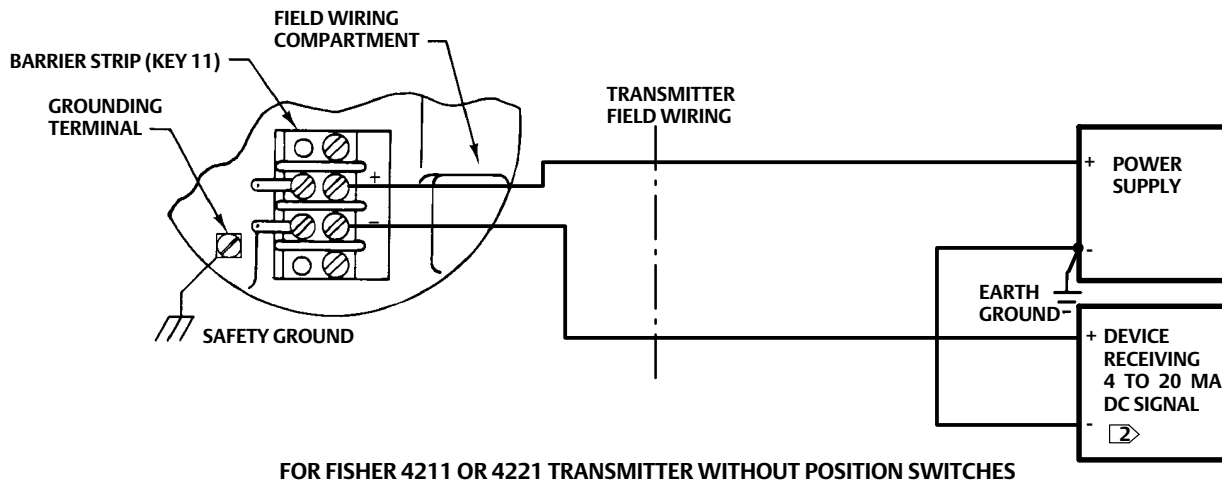 FIELD WIRING
COMPARTMENT
BARRIER STRIP (KEY 11)
GROUNDING
TERMINAL
TRANSMITTER
FIELD WIRING
+
-
SAFETY GROUND
+
POWER
SUPPLY
-
EARTH
GROUND
-
+ DEVICE
RECEIVING
4 TO 20 MA
DC SIGNAL
-
2
FOR FISHER 4211 OR 4221 TRANSMITTER WITHOUT POSITION SWITCHES